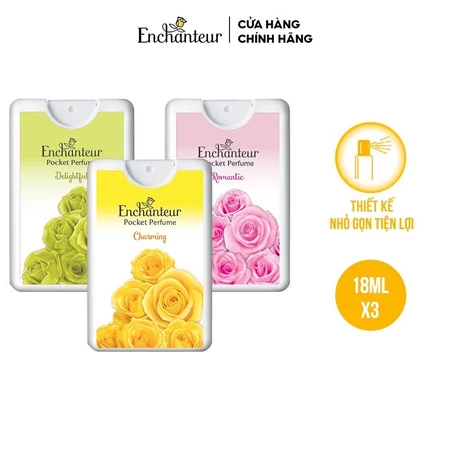 Enchanteur
CỬA HÀNG
CHÍNH HÃNG
Enchanteur
Pocket Perfume
Delightful
Enchanteur
Pocket Perfume
Romantic
Enchanteur
Pocket Perfume
Charming
THIẾT KẾ
NHỎ GỌN TIỆN LỢI
18ML
X3